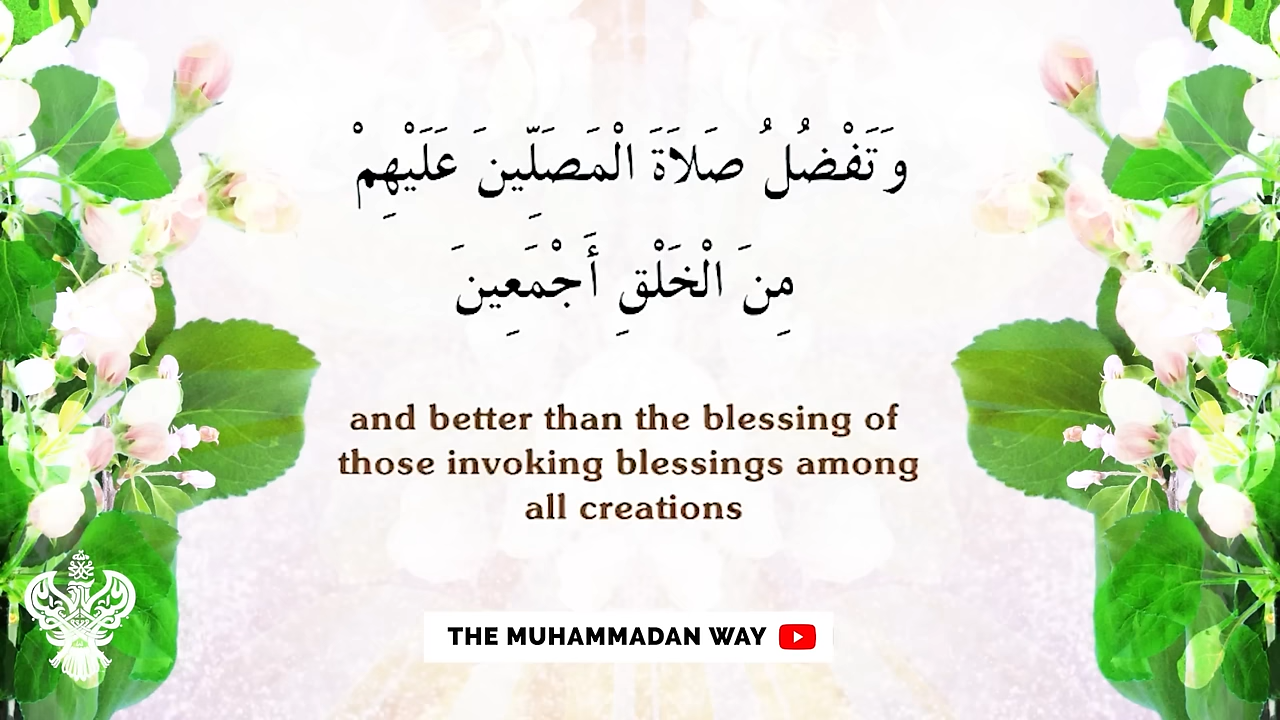 وَتَفْضُلُ صَلَاَةَ الْمَصَلِّينَ عَلَيْهِمْ
مِنَ الْخَلْقِ أَجْمَعِينَ
and better than the blessing of
those invoking blessings among
all creations
THE MUHAMMADAN WAY